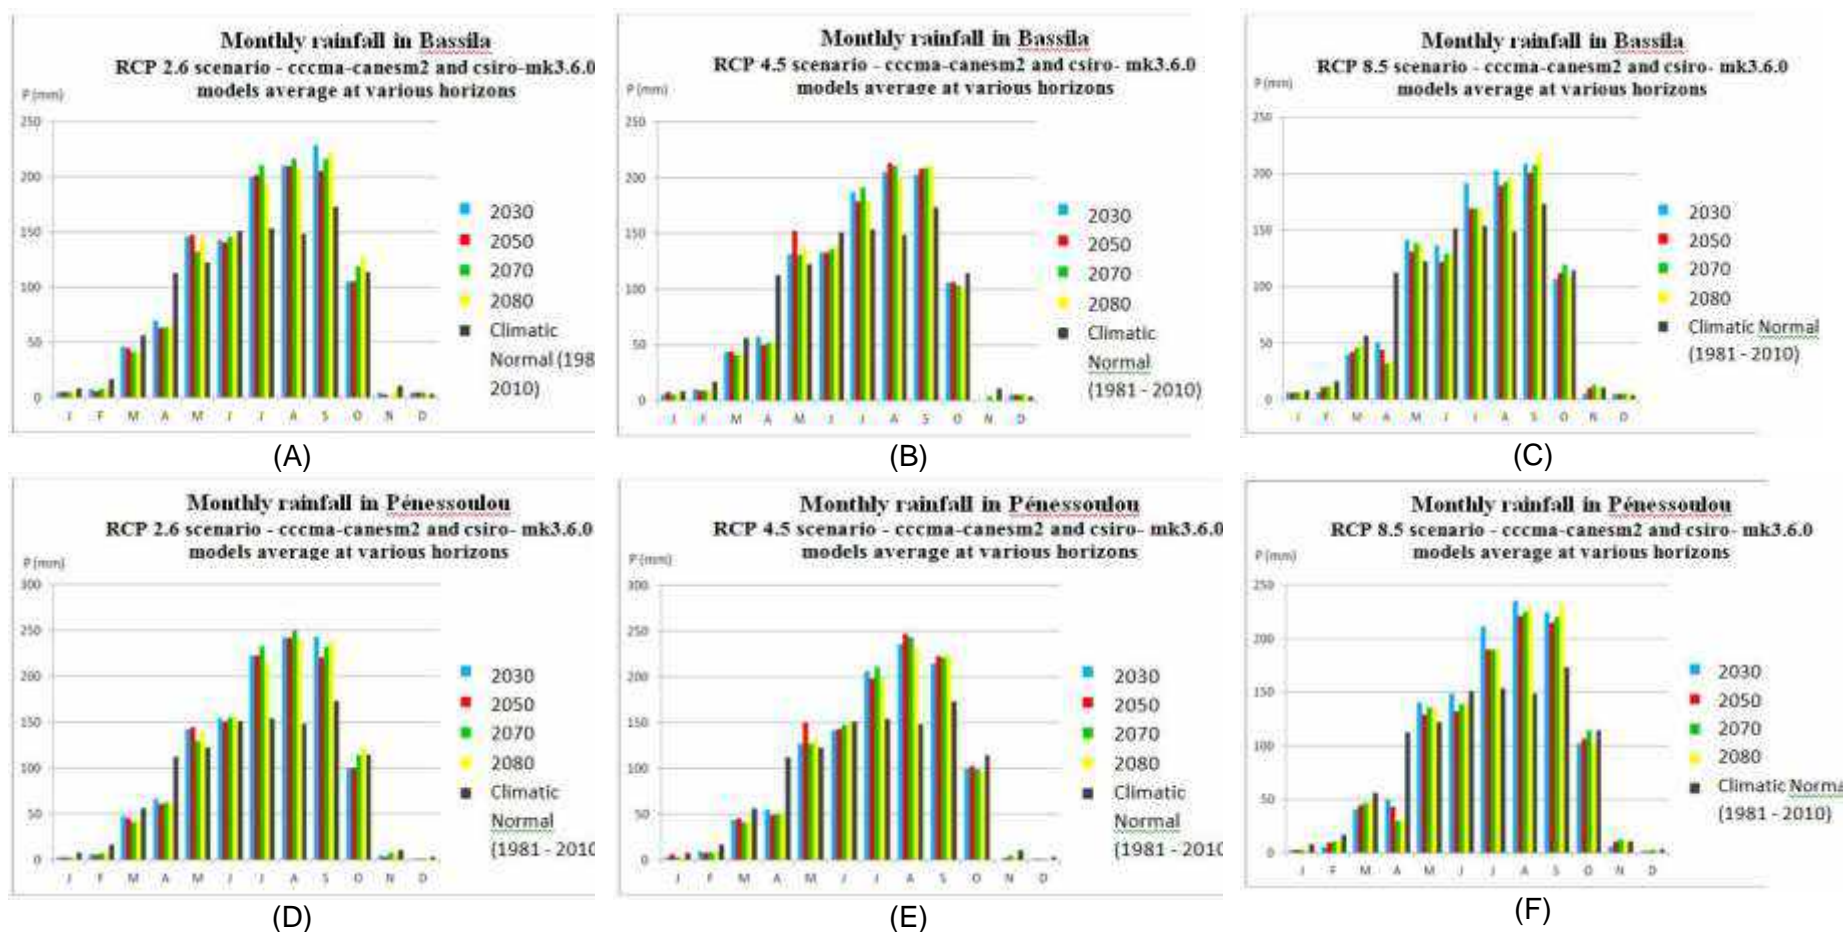 Monthly rainfall in Bassila
RCP 2.6 scenario - cccma-canesm2 and csiro-mk3.6.0
models average at various horizons
P (mm)
250
200
150
100
50
0
J F M A M J J A S O N D
2030
2050
2070
2080
Climatic
Normal (198
2010)
(A)
Monthly rainfall in Bassila
RCP 4.5 scenario - cccma-canesm2 and csiro- mk3.6.0
models average at various horizons
P (mm)
250
200
150
100
50
0
J F M A M J J A S O N D
2030
2050
2070
2080
Climatic
Normal
(1981 - 2010)
(B)
Monthly rainfall in Bassila
RCP 8.5 scenario - cccma-canesm2 and csiro- mk3.6.0
models average at various horizons
P (mm)
250
200
150
100
50
0
J F M A M J J A S O N D
2030
2050
2070
2080
Climatic Normal
(1981 - 2010)
(C)
Monthly rainfall in Pénessoulou
RCP 2.6 scenario - cccma-canesm2 and csiro- mk3.6.0
models average at various horizons
P (mm)
300
250
200
150
100
50
0
J F M A M J J A S O N D
2030
2050
2070
2080
Climatic
Normal
(1981 - 2010
(D)
Monthly rainfall in Pénessoulou
RCP 4.5 scenario - cccma-canesm2 and csiro- mk3.6.0
models average at various horizons
P (mm)
300
250
200
150
100
50
0
J F M A M J J A S O N D
2030
2050
2070
2080
Climatic
Normal
(1981 - 2010
(E)
Monthly rainfall in Pénessoulou
RCP 8.5 scenario - cccma-canesm2 and csiro- mk3.6.0
models average at various horizons
P (mm)
250
200
150
100
50
0
J F M A M J J A S O N D
2030
2050
2070
2080
Climatic Norma
(1981 - 2010)
(F)